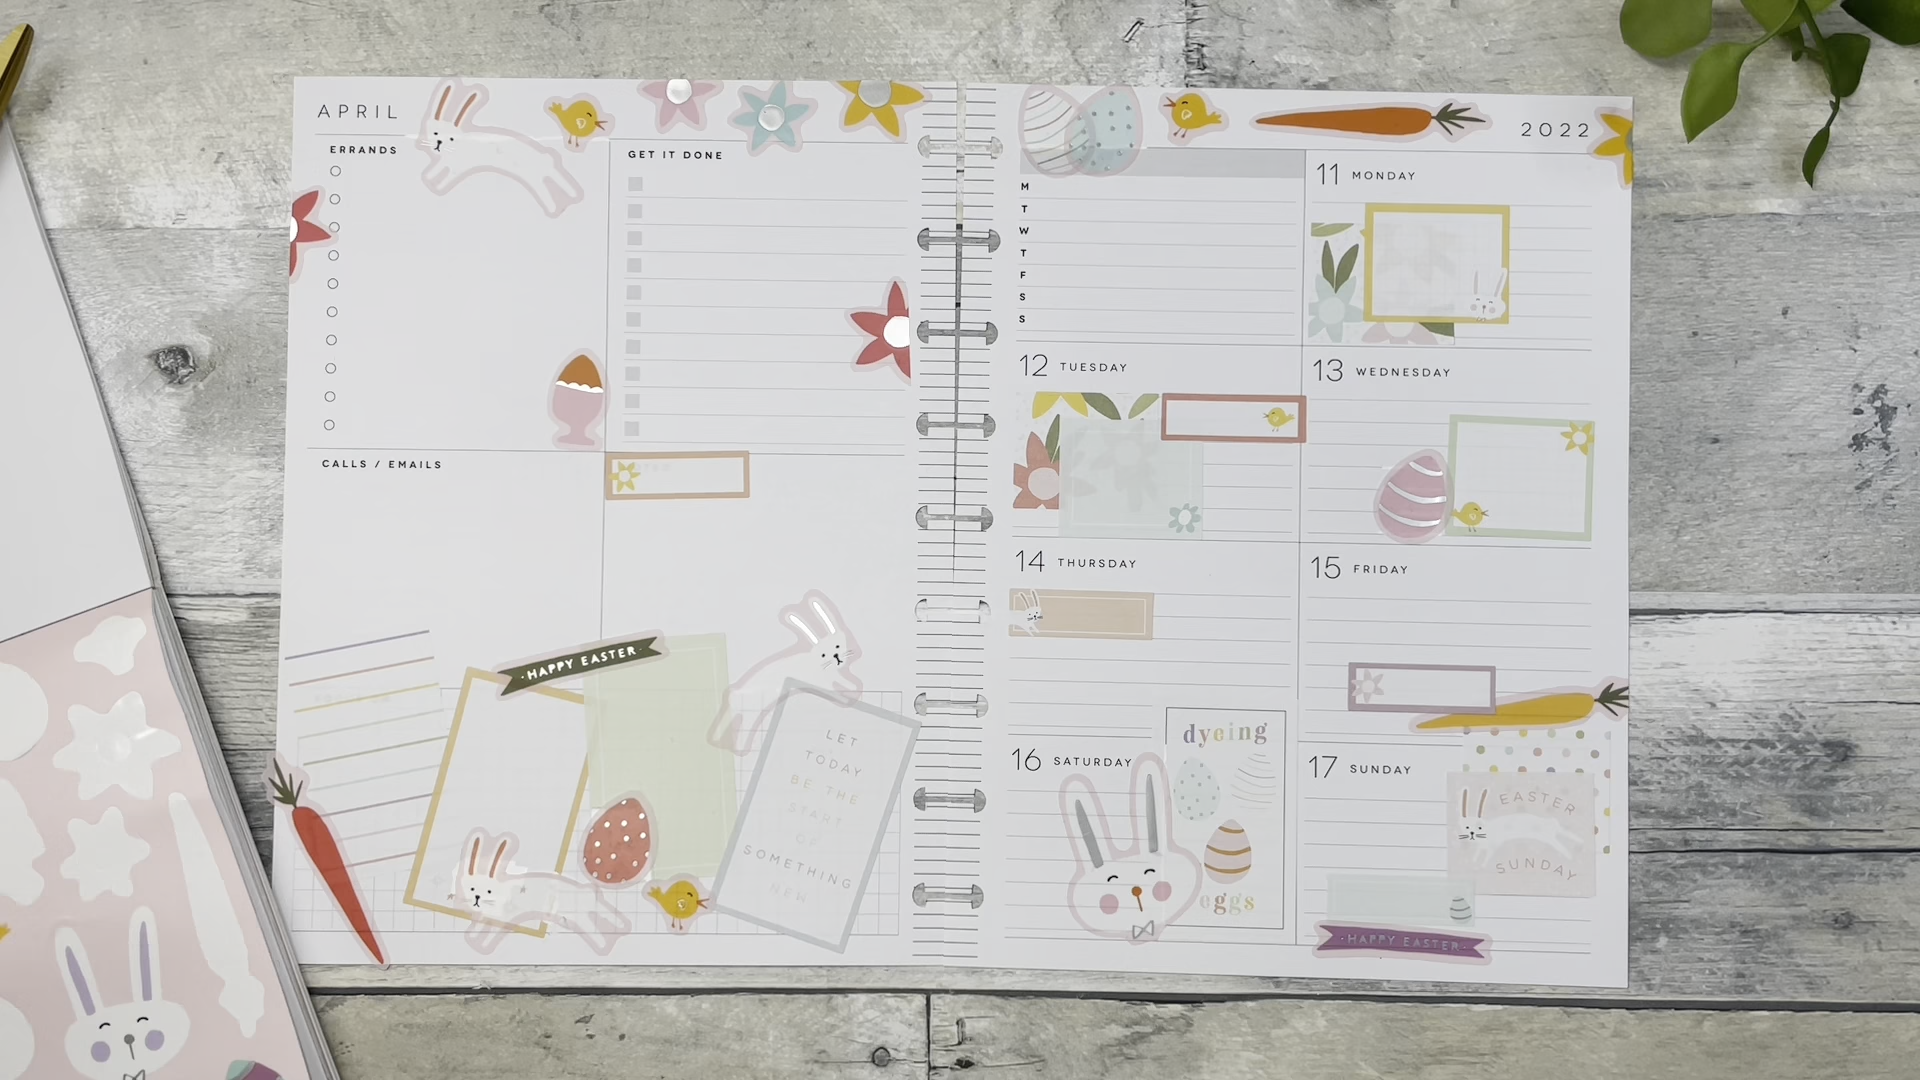 APRIL
ERRANDS
GET IT DONE
CALLS / EMAILS
·HAPPY EASTER·
LET
TODAY
BE THE
START
OF
SOMETHING
NEW
2022
M
T
W
T
F
S
S
11 MONDAY
12 TUESDAY
13 WEDNESDAY
14 THURSDAY
15 FRIDAY
16 SATURDAY
dyeing
eggs
17 SUNDAY
EASTER
SUNDAY
·HAPPY EASTER·